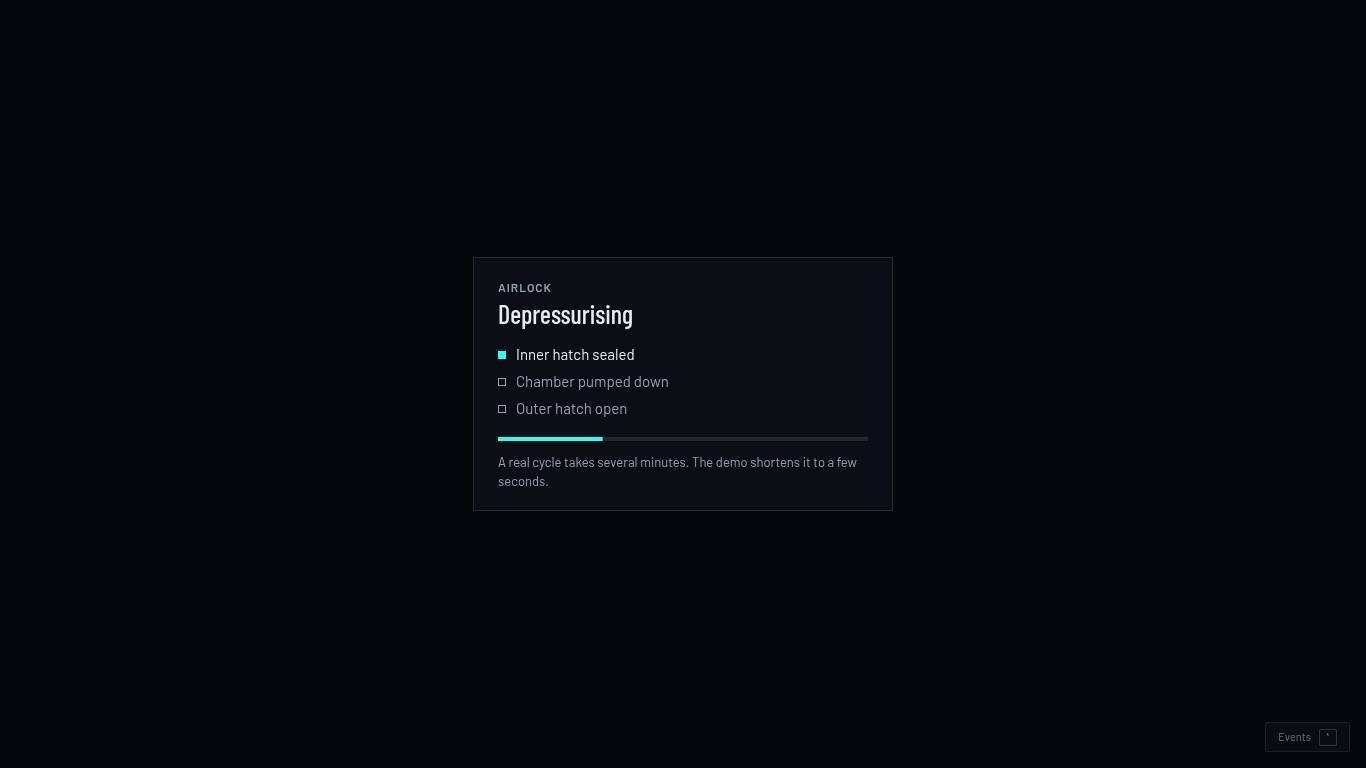 AIRLOCK
Depressurising
Inner hatch sealed
Chamber pumped down
Outer hatch open
A real cycle takes several minutes. The demo shortens it to a few
seconds.
Events